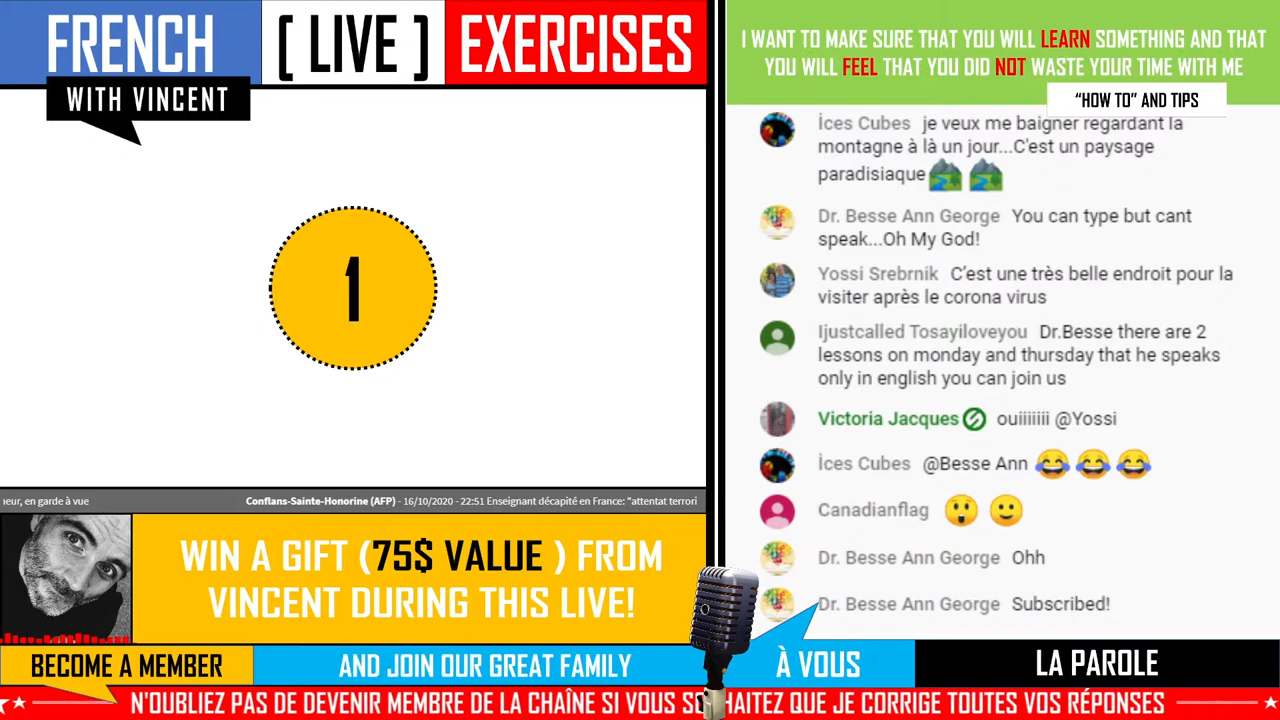 FRENCH
[ LIVE ]
EXERCISES
WITH VINCENT
1
ıeur, en garde à vue
Conflans-Sainte-Honorine (AFP) - 16/10/2020 - 22:51 Enseignant décapité en France: "attentat terrori
WIN A GIFT (75$ VALUE ) FROM
VINCENT DURING THIS LIVE!
BECOME A MEMBER
AND JOIN OUR GREAT FAMILY
I WANT TO MAKE SURE THAT YOU WILL LEARN SOMETHING AND THAT
YOU WILL FEEL THAT YOU DID NOT WASTE YOUR TIME WITH ME
“HOW TO” AND TIPS
İces Cubes je veux me baigner regardant la
montagne à là un jour...C'est un paysage
paradisiaque
Dr. Besse Ann George You can type but cant
speak...Oh My God!
Yossi Srebrnik C'est une très belle endroit pour la
visiter après le corona virus
Ijustcalled Tosayiloveyou Dr.Besse there are 2
lessons on monday and thursday that he speaks
only in english you can join us
Victoria Jacques ouiiiiiii @Yossi
İces Cubes @Besse Ann
Canadianflag
Dr. Besse Ann George Ohh
Dr. Besse Ann George Subscribed!
À VOUS
LA PAROLE
N'OUBLIEZ PAS DE DEVENIR MEMBRE DE LA CHAÎNE SI VOUS SOUHAITEZ QUE JE CORRIGE TOUTES VOS RÉPONSES